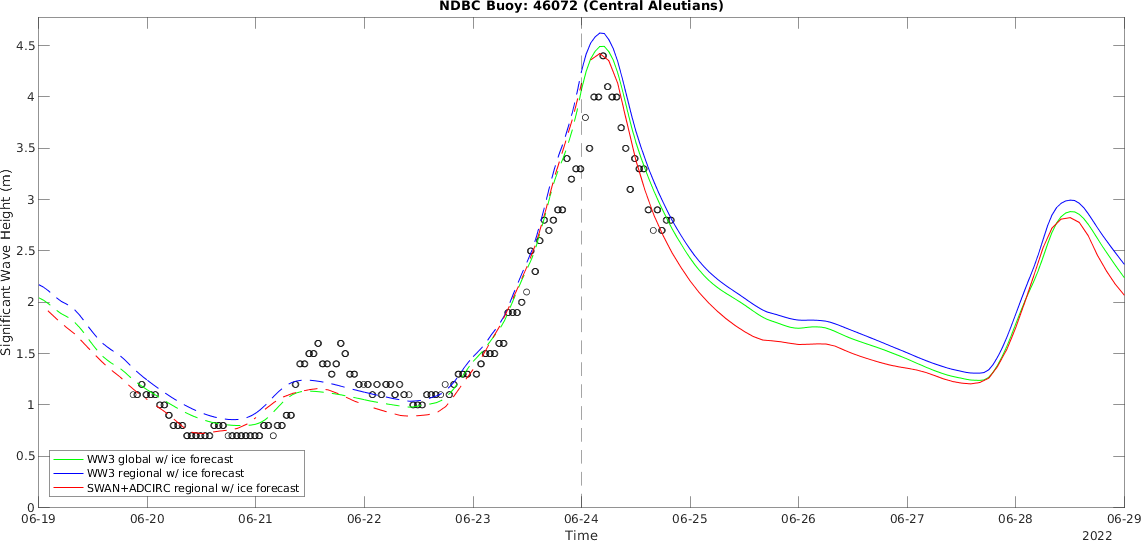 NDBC Buoy: 46072 (Central Aleutians)
Significant Wave Height (m)
4.5
4
3.5
3
2.5
2
1.5
1
0.5
0
WW3 global w/ ice forecast
WW3 regional w/ ice forecast
SWAN+ADCIRC regional w/ ice forecast
06-19 06-20 06-21 06-22 06-23 06-24 06-25 06-26 06-27 06-28 06-29
Time
2022